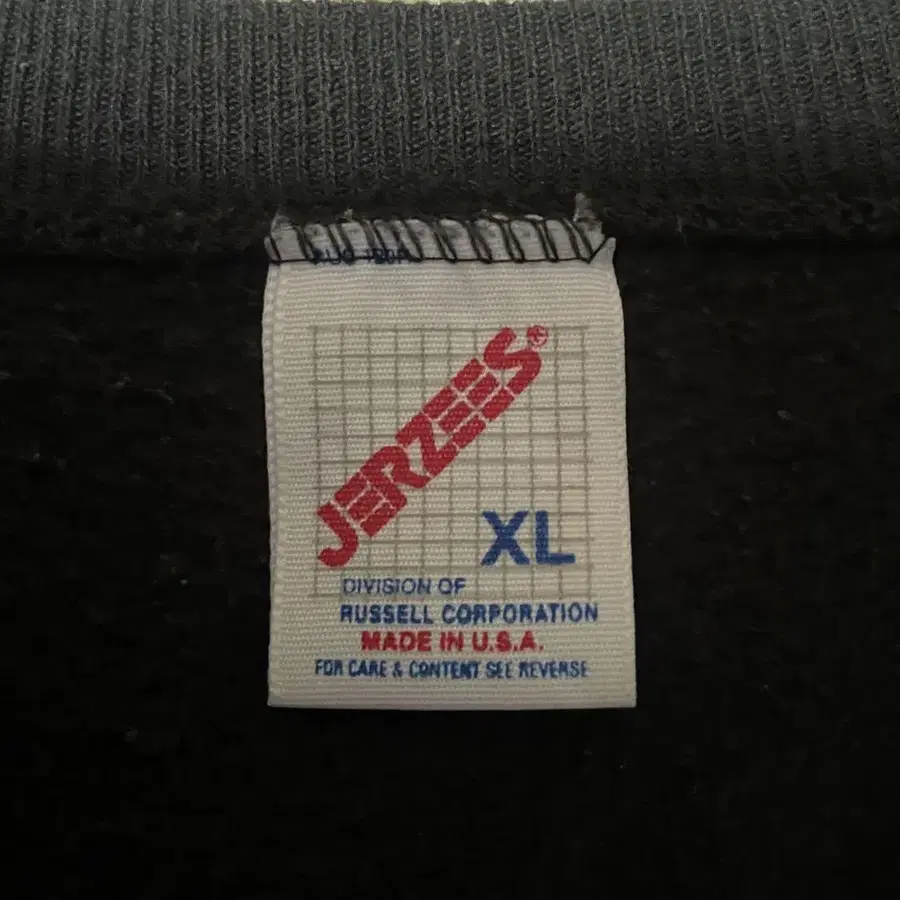 JERZEES®
XL
DIVISION OF
RUSSELL CORPORATION
MADE IN U.S.A.
FOR CARE & CONTENT SEE REVERSE